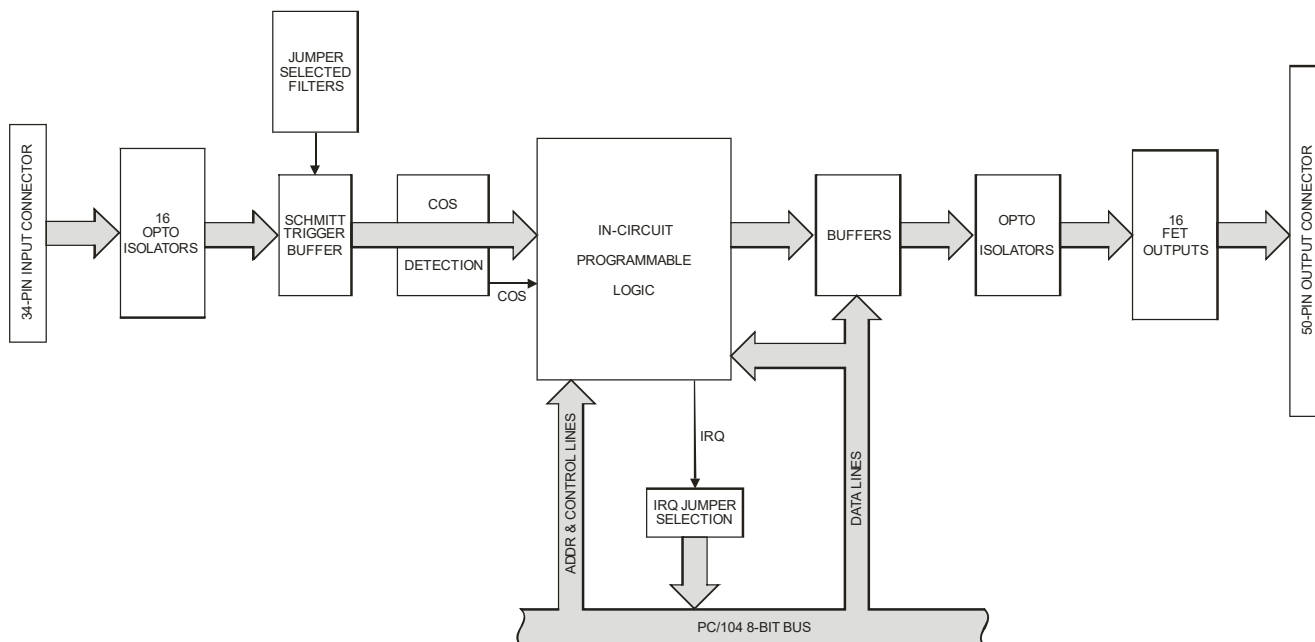 JUMPER
SELECTED
FILTERS
34-PIN INPUT CONNECTOR
16
OPTO
ISOLATORS
SCHMITT
TRIGGER
BUFFER
COS
DETECTION
COS
IN-CIRCUIT
PROGRAMMABLE
LOGIC
BUFFERS
OPTO
ISOLATORS
16
FET
OUTPUTS
50-PIN OUTPUT CONNECTOR
ADDR & CONTROL LINES
IRQ
IRQ JUMPER
SELECTION
DATA LINES
PC/104 8-BIT BUS